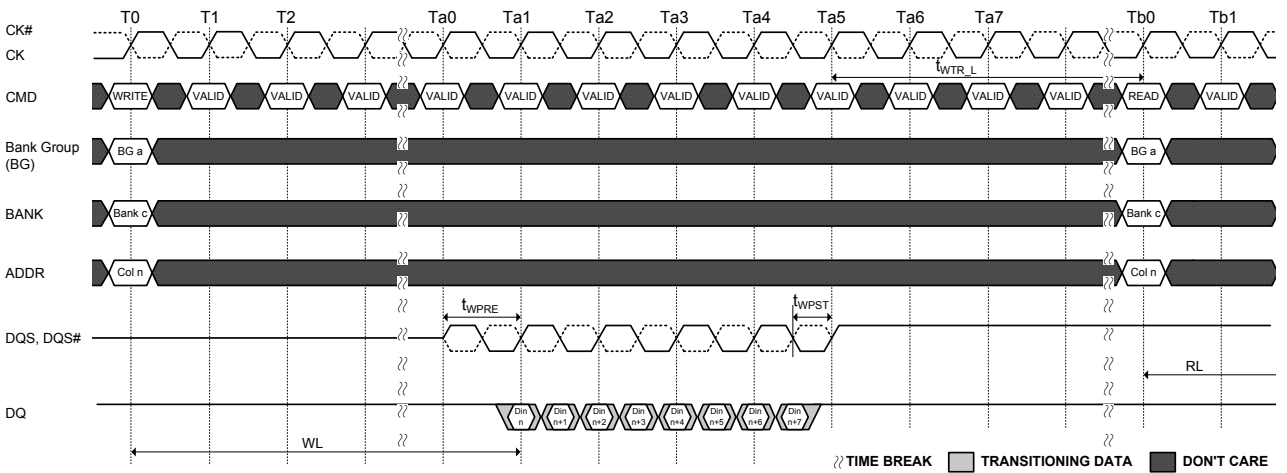 T0 T1 T2 Ta0 Ta1 Ta2 Ta3 Ta4 Ta5 Ta6 Ta7 Tb0 Tb1
CK#
CK
tWTR_L
CMD WRITE VALID VALID VALID VALID VALID VALID VALID VALID VALID VALID VALID VALID READ VALID
Bank Group
(BG)
BG a BG a
BANK Bank c Bank c
ADDR Col n Col n
tWPRE tWPST
DQS, DQS#
RL
DQ Din n Din n+1 Din n+2 Din n+3 Din n+4 Din n+5 Din n+6 Din n+7
WL
TIME BREAK TRANSITIONING DATA DON'T CARE